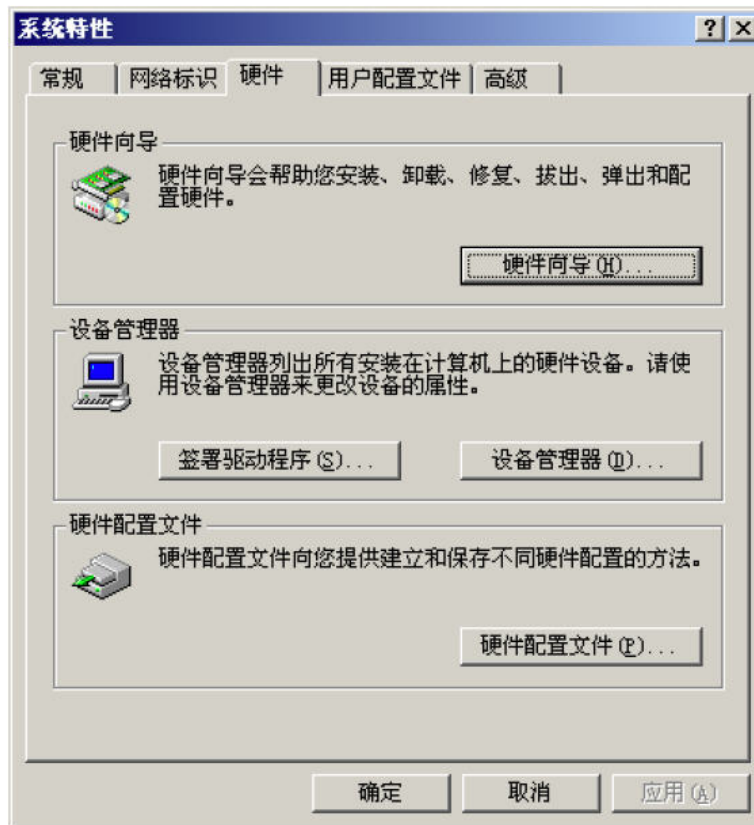 系统特性
常规 网络标识 硬件 用户配置文件 高级
硬件向导
硬件向导会帮助您安装、卸载、修复、拔出、弹出和配
置硬件。
硬件向导(H)...
设备管理器
设备管理器列出所有安装在计算机上的硬件设备。请使
用设备管理器来更改设备的属性。
签署驱动程序(S)... 设备管理器(D)...
硬件配置文件
硬件配置文件向您提供建立和保存不同硬件配置的方法。
硬件配置文件(P)...
确定 取消 应用(A)